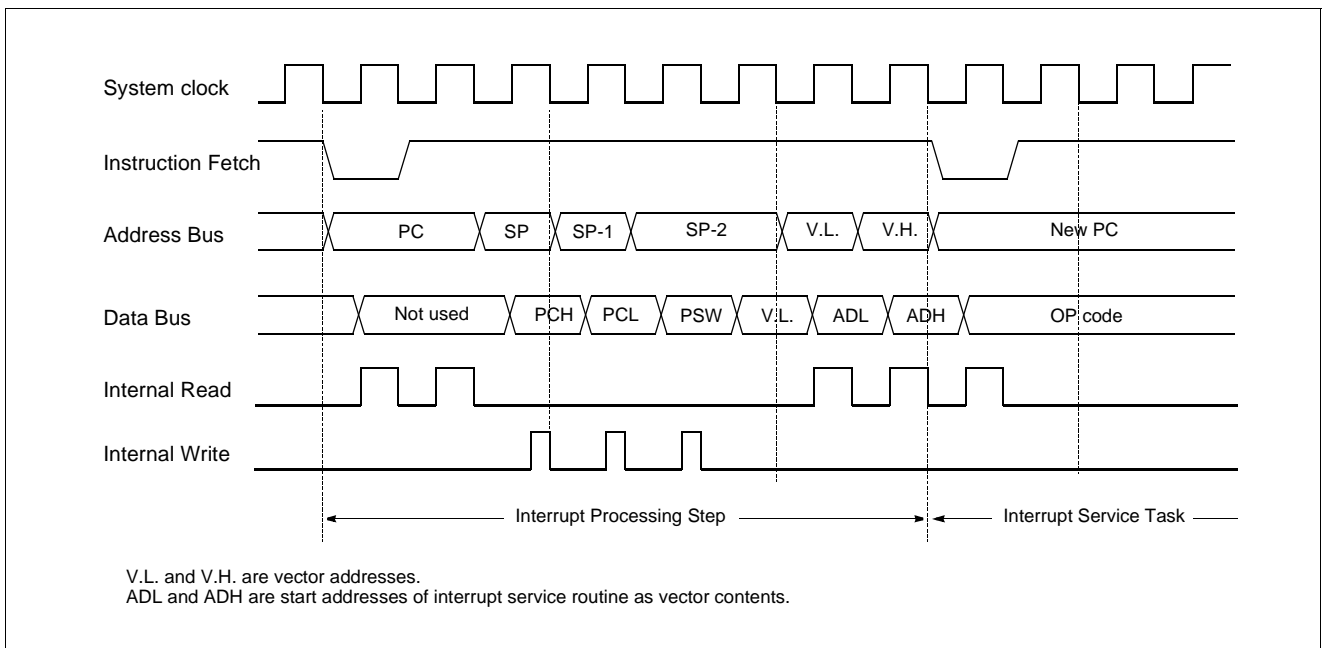 System clock
Instruction Fetch
Address Bus PC SP SP-1 SP-2 V.L. V.H. New PC
Data Bus Not used PCH PCL PSW V.L. ADL ADH OP code
Internal Read
Internal Write
Interrupt Processing Step Interrupt Service Task
V.L. and V.H. are vector addresses.
ADL and ADH are start addresses of interrupt service routine as vector contents.